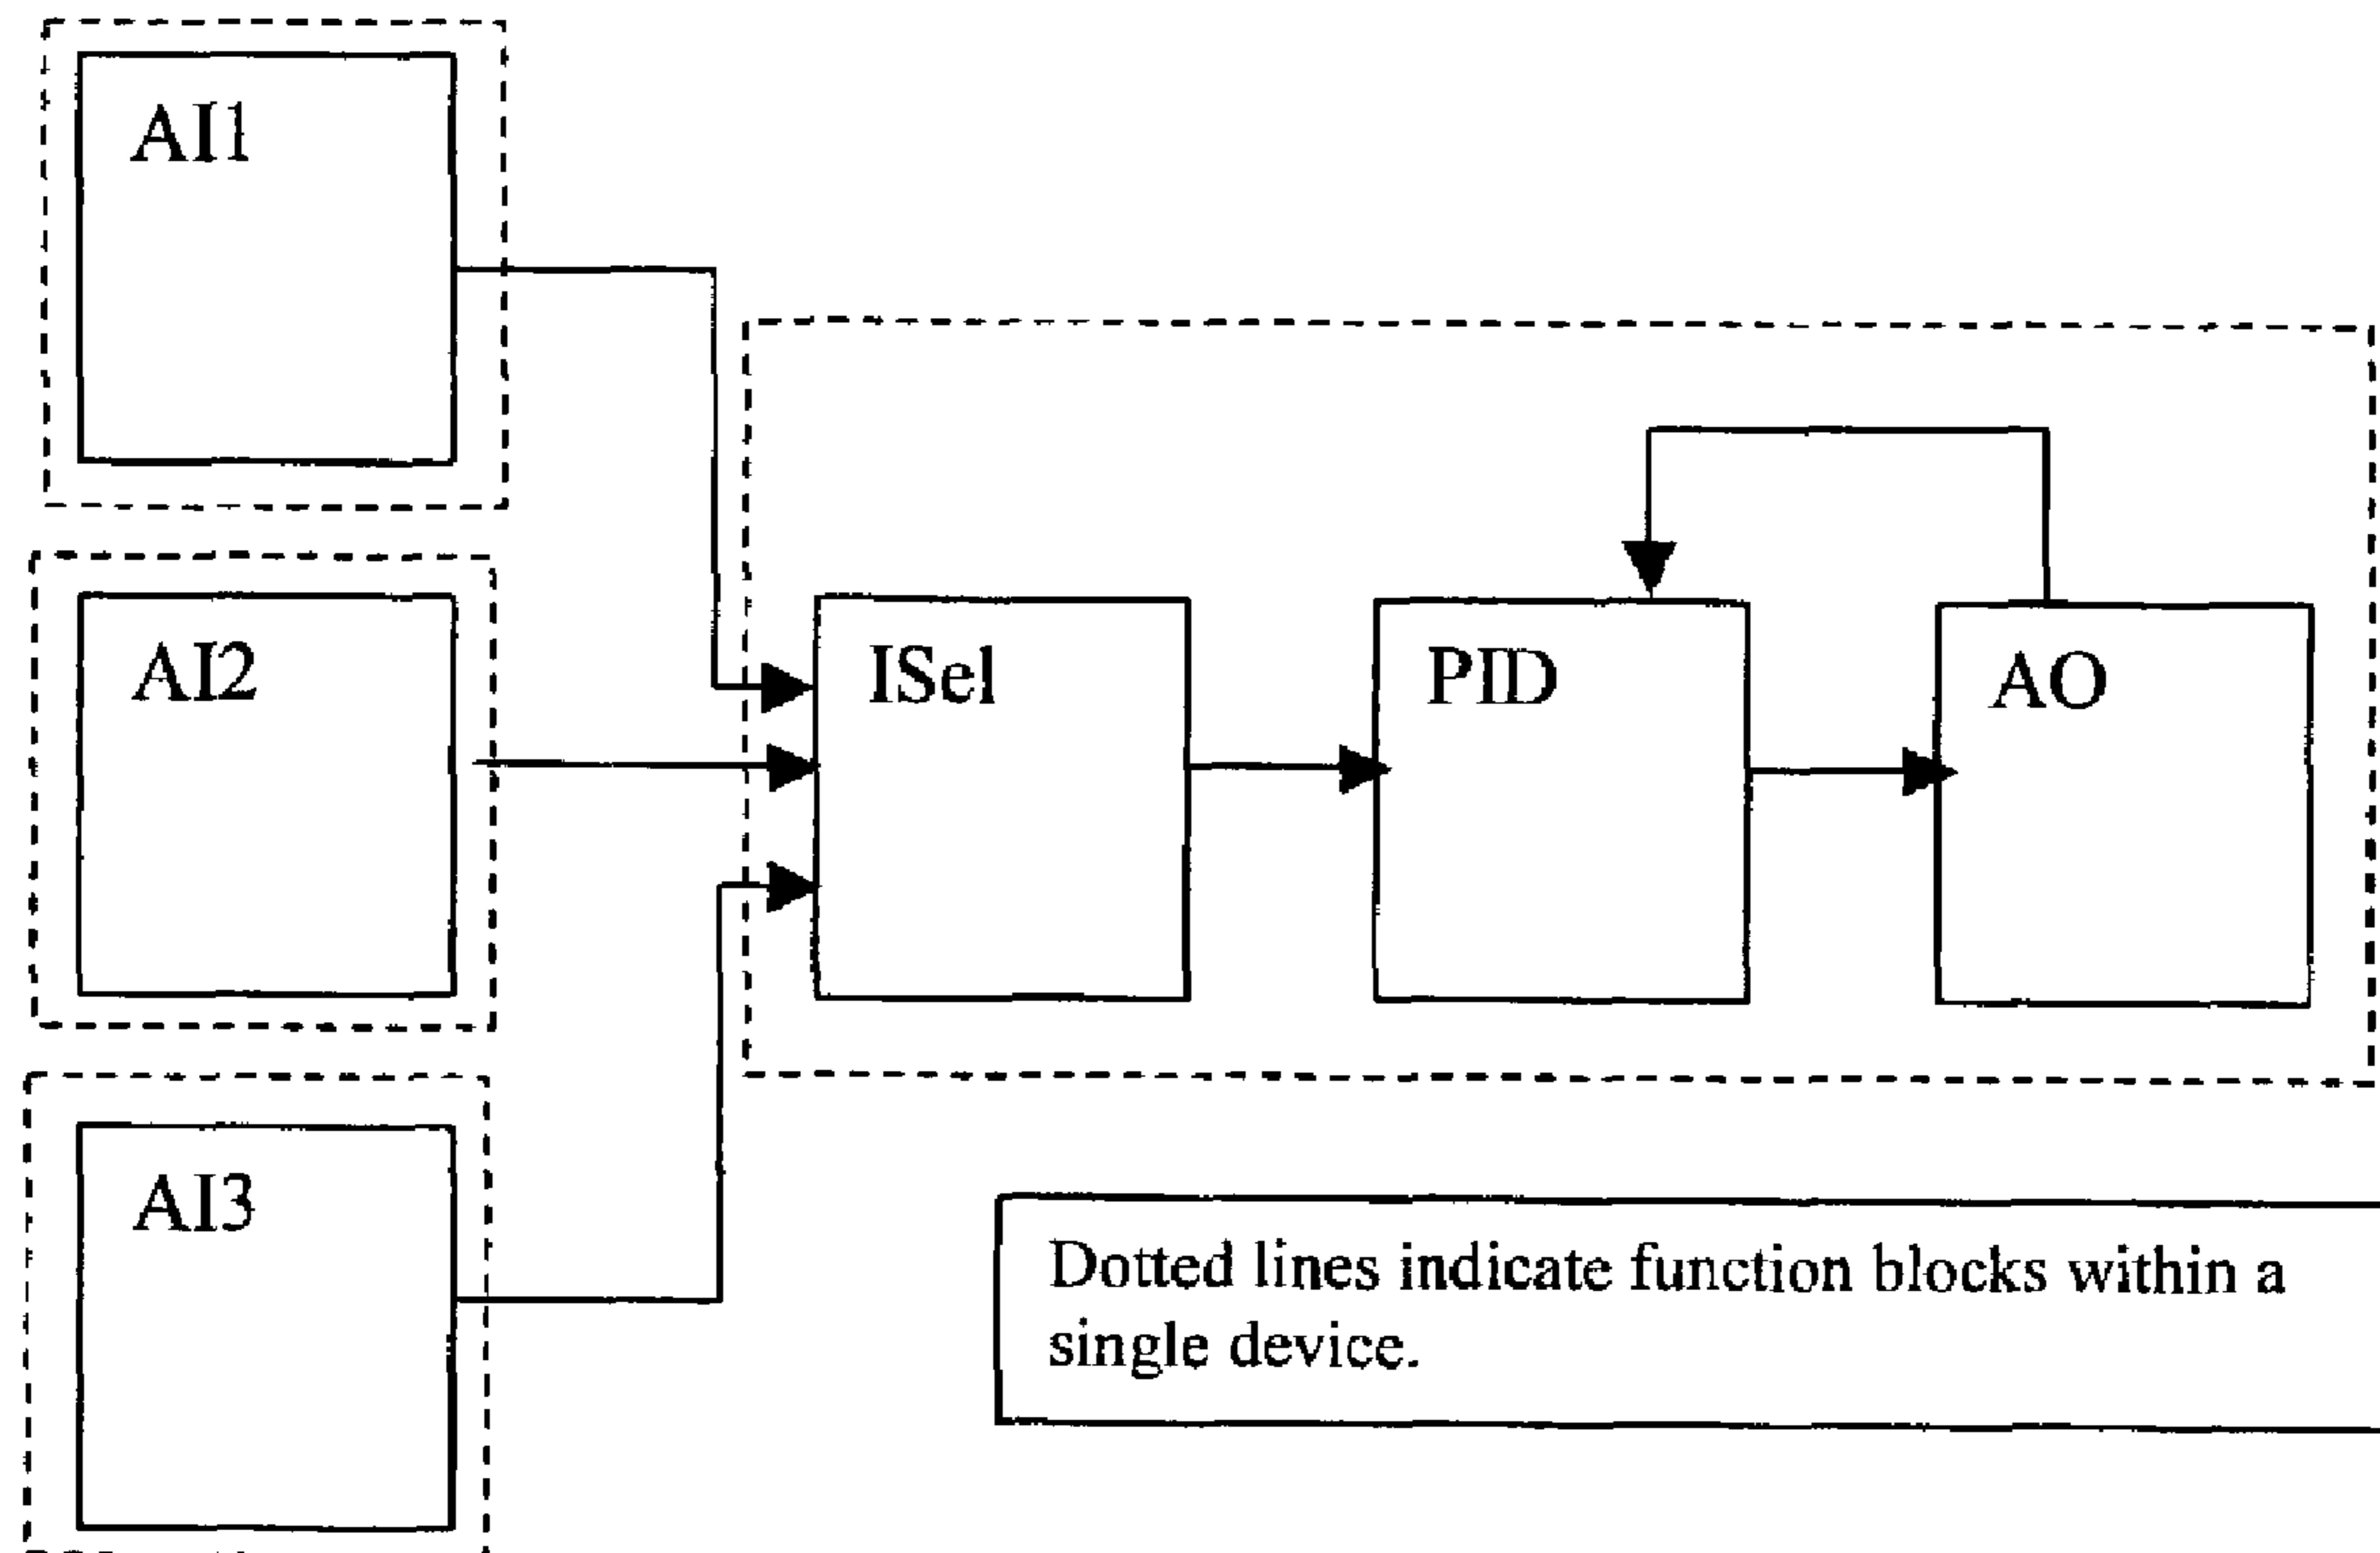 AI1
AI2
ISel
PID
AO
AI3
Dotted lines indicate function blocks within a
single device.